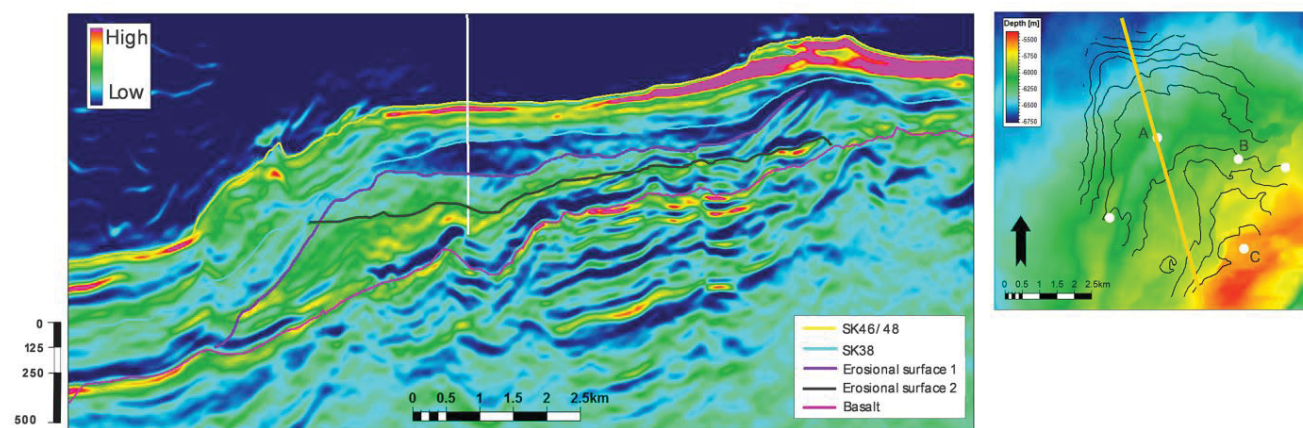 High
Low
0
125
250
500
0 0.5 1 1.5 2 2.5km
SK46/ 48
SK38
Erosional surface 1
Erosional surface 2
Basalt
Depth [m]
-5500
-6000
-6500
-6750
A
B
C
0 0.5 1 1.5 2 2.5km